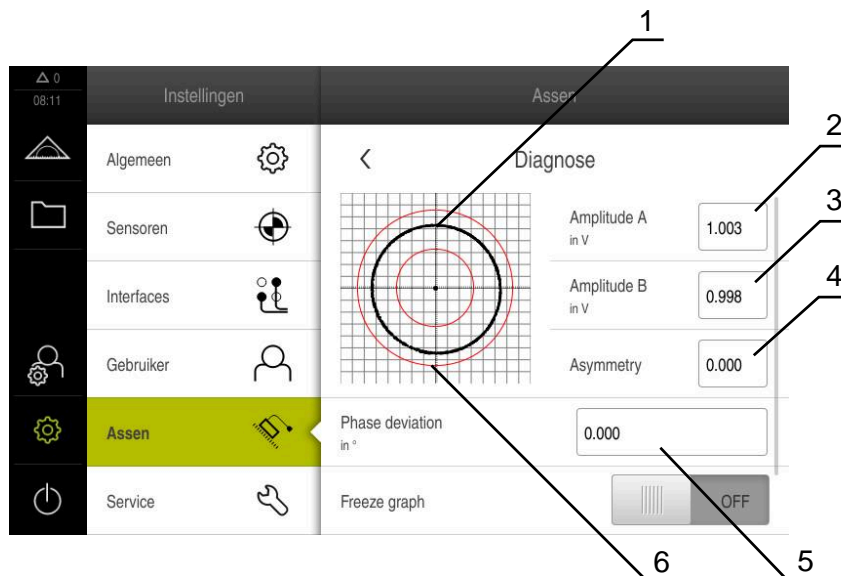 1
0
08:11
Instellingen
Assen
Algemeen
Diagnose
2
Amplitude A
in V
1.003
3
Sensoren
Amplitude B
in V
0.998
4
Interfaces
Asymmetry
0.000
Gebruiker
Phase deviation
in °
0.000
Assen
Freeze graph
OFF
Service
6
5